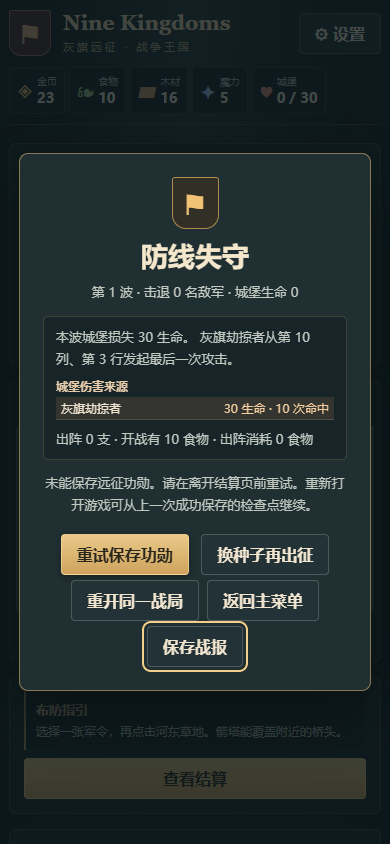 Nine Kingdoms
灰旗远征 · 战争王国
设置
金币
23
食物
10
木材
16
魔力
5
城堡
0 / 30
防线失守
第 1 波 · 击退 0 名敌军 · 城堡生命 0
本波城堡损失 30 生命。 灰旗劫掠者从第 10
列、第 3 行发起最后一次攻击。
城堡伤害来源
灰旗劫掠者 30 生命 · 10 次命中
出阵 0 支 · 开战有 10 食物 · 出阵消耗 0 食物
未能保存远征功勋。请在离开结算页前重试。重新打
开游戏可从上一次成功保存的检查点继续。
重试保存功勋 换种子再出征
重开同一战局 返回主菜单
保存战报
布防指引
选择一张军令，再点击河东草地。箭塔能覆盖附近的桥头。
查看结算